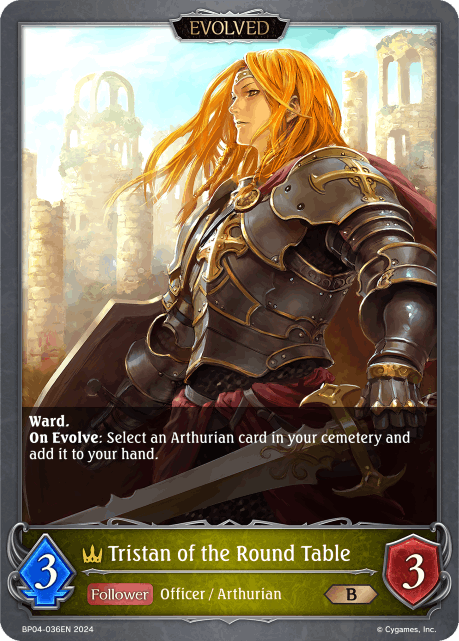 EVOLVED
Ward.
On Evolve: Select an Arthurian card in your cemetery and
add it to your hand.
3
Tristan of the Round Table
3
Follower
Officer / Arthurian
B
BP04-036EN 2024
© Cygames, Inc.